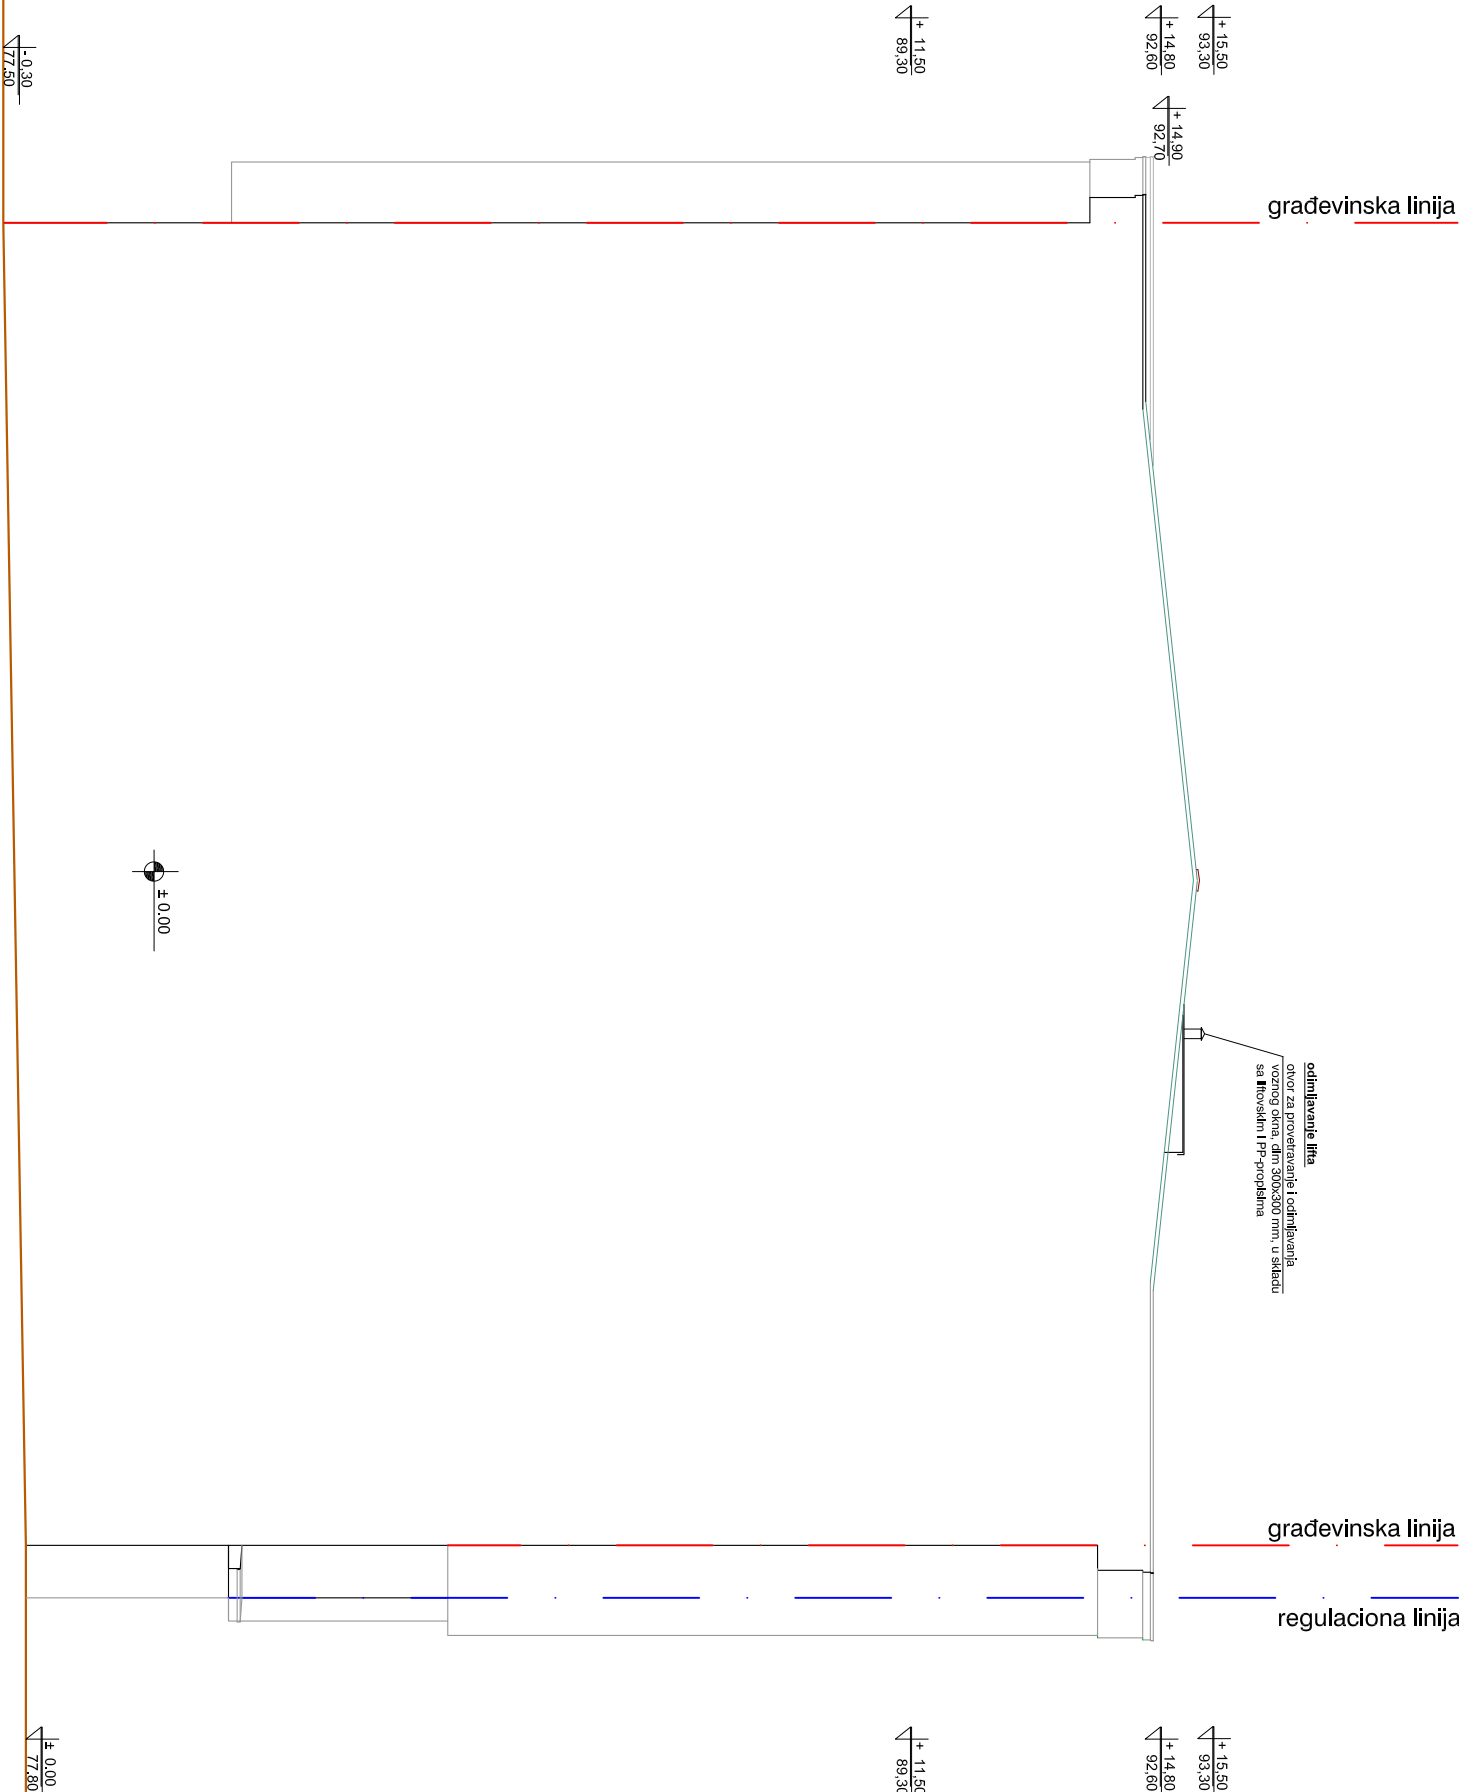 + 15,50
93,30
+ 14,80
92,60
+ 11,50
89,30
- 0,30
77,50
+ 14,90
92,70
građevinska linija
± 0.00
odimljavanje lifta
otvor za provetravanje i odimljavanja
voznog okna, dim 300x300 mm, u skladu
sa liftovskim i PP-propisima
građevinska linija
regulaciona linija
+ 15,50
93,30
+ 14,80
92,60
+ 11,50
89,30
± 0.00
77.80